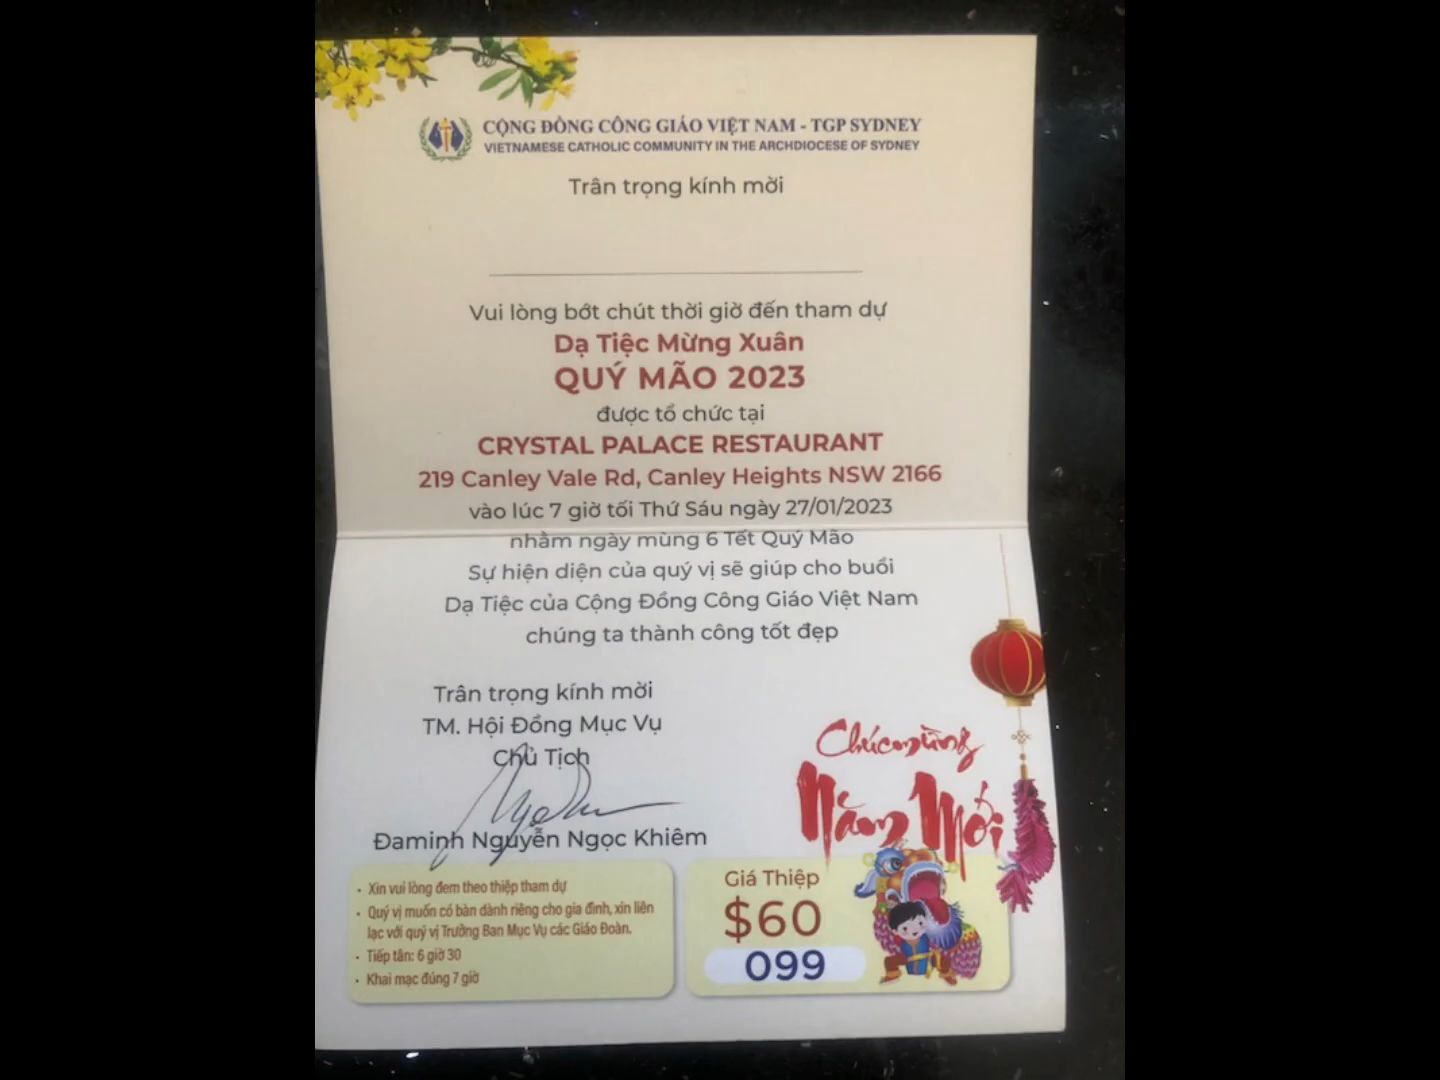 CỘNG ĐỒNG CÔNG GIÁO VIỆT NAM - TGP SYDNEY
VIETNAMESE CATHOLIC COMMUNITY IN THE ARCHDIOCESE OF SYDNEY
Trân trọng kính mời
Vui lòng bớt chút thời giờ đến tham dự
Dạ Tiệc Mừng Xuân
QUÝ MÃO 2023
được tổ chức tại
CRYSTAL PALACE RESTAURANT
219 Canley Vale Rd, Canley Heights NSW 2166
vào lúc 7 giờ tối Thứ Sáu ngày 27/01/2023
nhằm ngày mùng 6 Tết Quý Mão
Sự hiện diện của quý vị sẽ giúp cho buổi
Dạ Tiệc của Cộng Đồng Công Giáo Việt Nam
chúng ta thành công tốt đẹp
Trân trọng kính mời
TM. Hội Đồng Mục Vụ
Chủ Tịch
Đaminh Nguyễn Ngọc Khiêm
Chúc mừng
Năm Mới
• Xin vui lòng đem theo thiệp tham dự
• Quý vị muốn có bàn dành riêng cho gia đình, xin liên
lạc với quý vị Trưởng Ban Mục Vụ các Giáo Đoàn.
• Tiếp tân: 6 giờ 30
• Khai mạc đúng 7 giờ
Giá Thiệp
$60
099